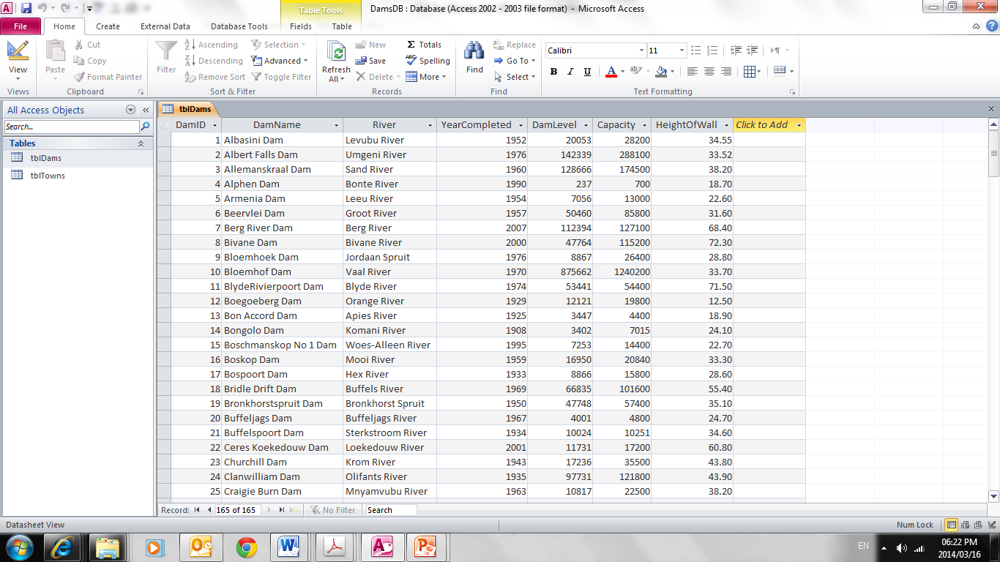 Table Tools
DamsDB : Database (Access 2002 - 2003 file format) - Microsoft Access
File Home Create External Data Database Tools Fields Table
View
Views
Paste
Cut
Copy
Format Painter
Clipboard
Filter
Ascending
Descending
Remove Sort
Selection
Advanced
Toggle Filter
Sort & Filter
Refresh
All
New
Save
Delete
Totals
Spelling
More
Records
Find
Replace
Go To
Select
Find
Calibri 11
B I U A ab
Text Formatting
All Access Objects
Search...
Tables
tblDams
tblTowns
tblDams
DamID DamName River YearCompleted DamLevel Capacity HeightOfWall Click to Add
1 Albasini Dam Levubu River 1952 20053 28200 34.55
2 Albert Falls Dam Umgeni River 1976 142339 288100 33.52
3 Allemanskraal Dam Sand River 1960 128666 174500 38.20
4 Alphen Dam Bonte River 1990 237 700 18.70
5 Armenia Dam Leeu River 1954 7056 13000 22.60
6 Beervlei Dam Groot River 1957 50460 85800 31.60
7 Berg River Dam Berg River 2007 112394 127100 68.40
8 Bivane Dam Bivane River 2000 47764 115200 72.30
9 Bloemhoek Dam Jordaan Spruit 1976 8867 26400 28.80
10 Bloemhof Dam Vaal River 1970 875662 1240200 33.70
11 BlydeRivierpoort Dam Blyde River 1974 53441 54400 71.50
12 Boegoeberg Dam Orange River 1929 12121 19800 12.50
13 Bon Accord Dam Apies River 1925 3447 4400 18.90
14 Bongolo Dam Komani River 1908 3402 7015 24.10
15 Boschmanskop No 1 Dam Woes-Alleen River 1995 7253 14400 22.70
16 Boskop Dam Mooi River 1959 16950 20840 33.30
17 Bospoort Dam Hex River 1933 8866 15800 28.60
18 Bridle Drift Dam Buffels River 1969 66835 101600 55.40
19 Bronkhorstspruit Dam Bronkhorst Spruit 1950 47748 57400 35.10
20 Buffeljags Dam Buffeljags River 1967 4001 4800 24.70
21 Buffelspoort Dam Sterkstroom River 1934 10024 10251 34.60
22 Ceres Koekedouw Dam Loekedouw River 2001 11731 17200 60.80
23 Churchill Dam Krom River 1943 17236 35500 43.80
24 Clanwilliam Dam Olifants River 1935 97731 121800 43.90
25 Craigie Burn Dam Mnyamvubu River 1963 10817 22500 38.20
Record: 165 of 165 No Filter Search
Datasheet View Num Lock
EN
06:22 PM
2014/03/16